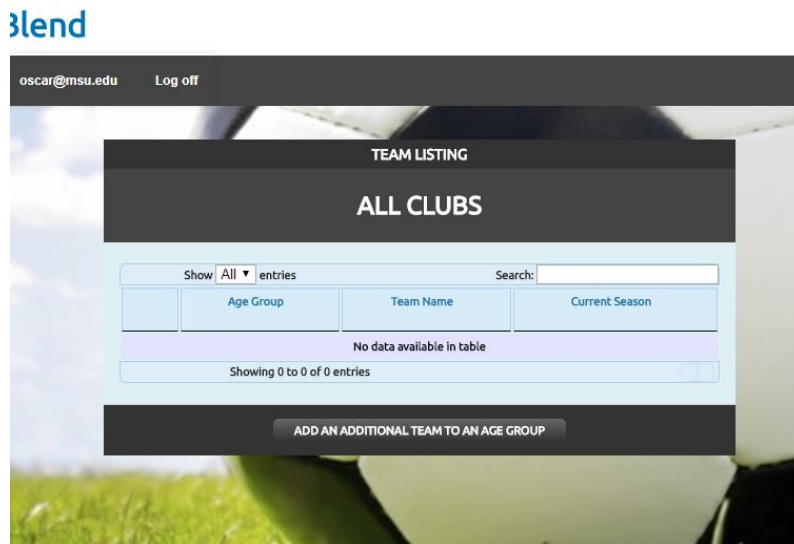 Blend
oscar@msu.edu Log off
TEAM LISTING
ALL CLUBS
Show All ▼ entries Search:
Age Group Team Name Current Season
No data available in table
Showing 0 to 0 of 0 entries
ADD AN ADDITIONAL TEAM TO AN AGE GROUP